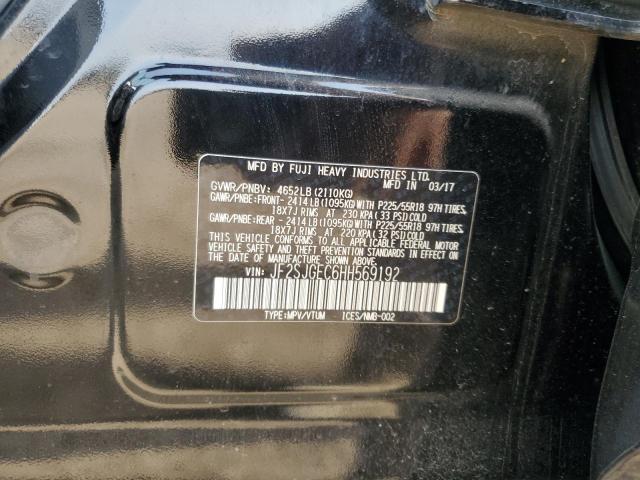 MFD BY FUJI HEAVY INDUSTRIES LTD.
GVWR/PNBV: 4652LB(2110KG) MFD IN 03/17
GAWR/PNBE:FRONT- 2414LB(1095KG)WITH P225/55R18 97H TIRES,
18X7J RIMS AT 230 KPA(33 PSI)COLD
GAWR/PNBE:REAR - 2414LB(1095KG)WITH P225/55R18 97H TIRES,
18X7J RIMS AT 220 KPA(32 PSI)COLD
THIS VEHICLE CONFORMS TO ALL APPLICABLE FEDERAL MOTOR
VEHICLE SAFETY, BUMPER, AND THEFT PREVENTION STANDARDS IN EFFECT ON THE
DATE OF MANUFACTURE SHOWN ABOVE.
VIN: JF2SJGEC6HH569192
TYPE:MPV/VTUM ICES/NMB-002